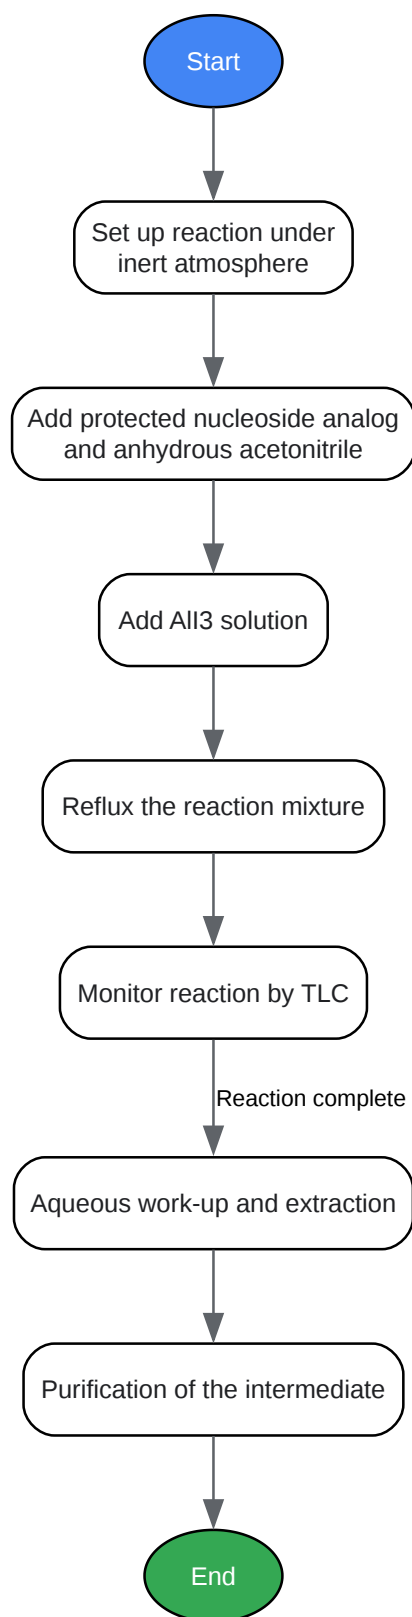 Start
Set up reaction under
inert atmosphere
Add protected nucleoside analog
and anhydrous acetonitrile
Add AlI3 solution
Reflux the reaction mixture
Monitor reaction by TLC
Reaction complete
Aqueous work-up and extraction
Purification of the intermediate
End